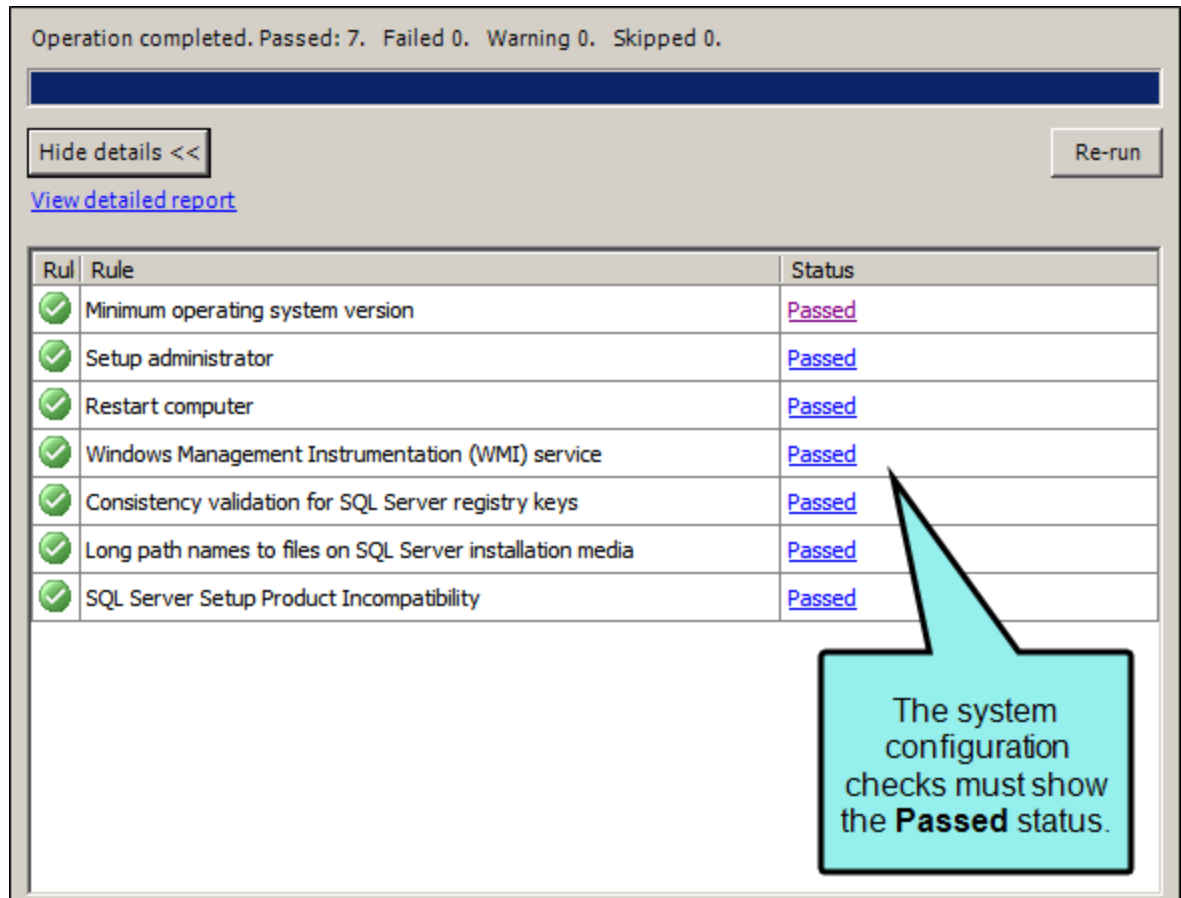 Operation completed. Passed: 7. Failed 0. Warning 0. Skipped 0.
Hide details <<
Re-run
View detailed report
Rul Rule Status
Minimum operating system version Passed
Setup administrator Passed
Restart computer Passed
Windows Management Instrumentation (WMI) service Passed
Consistency validation for SQL Server registry keys Passed
Long path names to files on SQL Server installation media Passed
SQL Server Setup Product Incompatibility Passed
The system
configuration
checks must show
the Passed status.